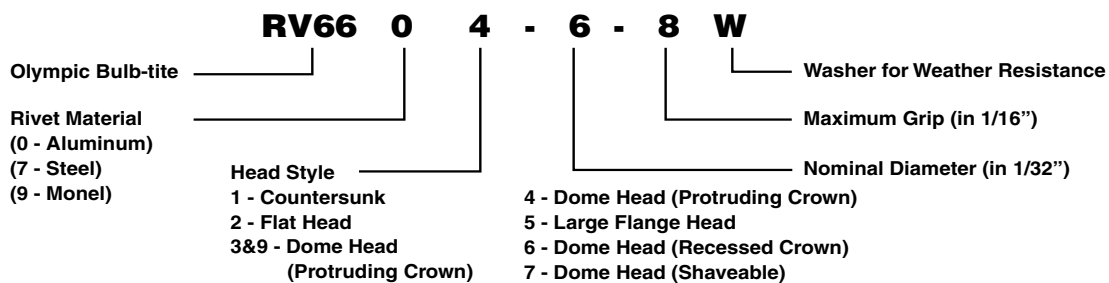 RV66 0 4 - 6 - 8 W
Olympic Bulb-tite
Rivet Material
(0 - Aluminum)
(7 - Steel)
(9 - Monel)
Head Style
1 - Countersunk
2 - Flat Head
3&9 - Dome Head
(Protruding Crown)
4 - Dome Head (Protruding Crown)
5 - Large Flange Head
6 - Dome Head (Recessed Crown)
7 - Dome Head (Shaveable)
Washer for Weather Resistance
Maximum Grip (in 1/16”)
Nominal Diameter (in 1/32”)